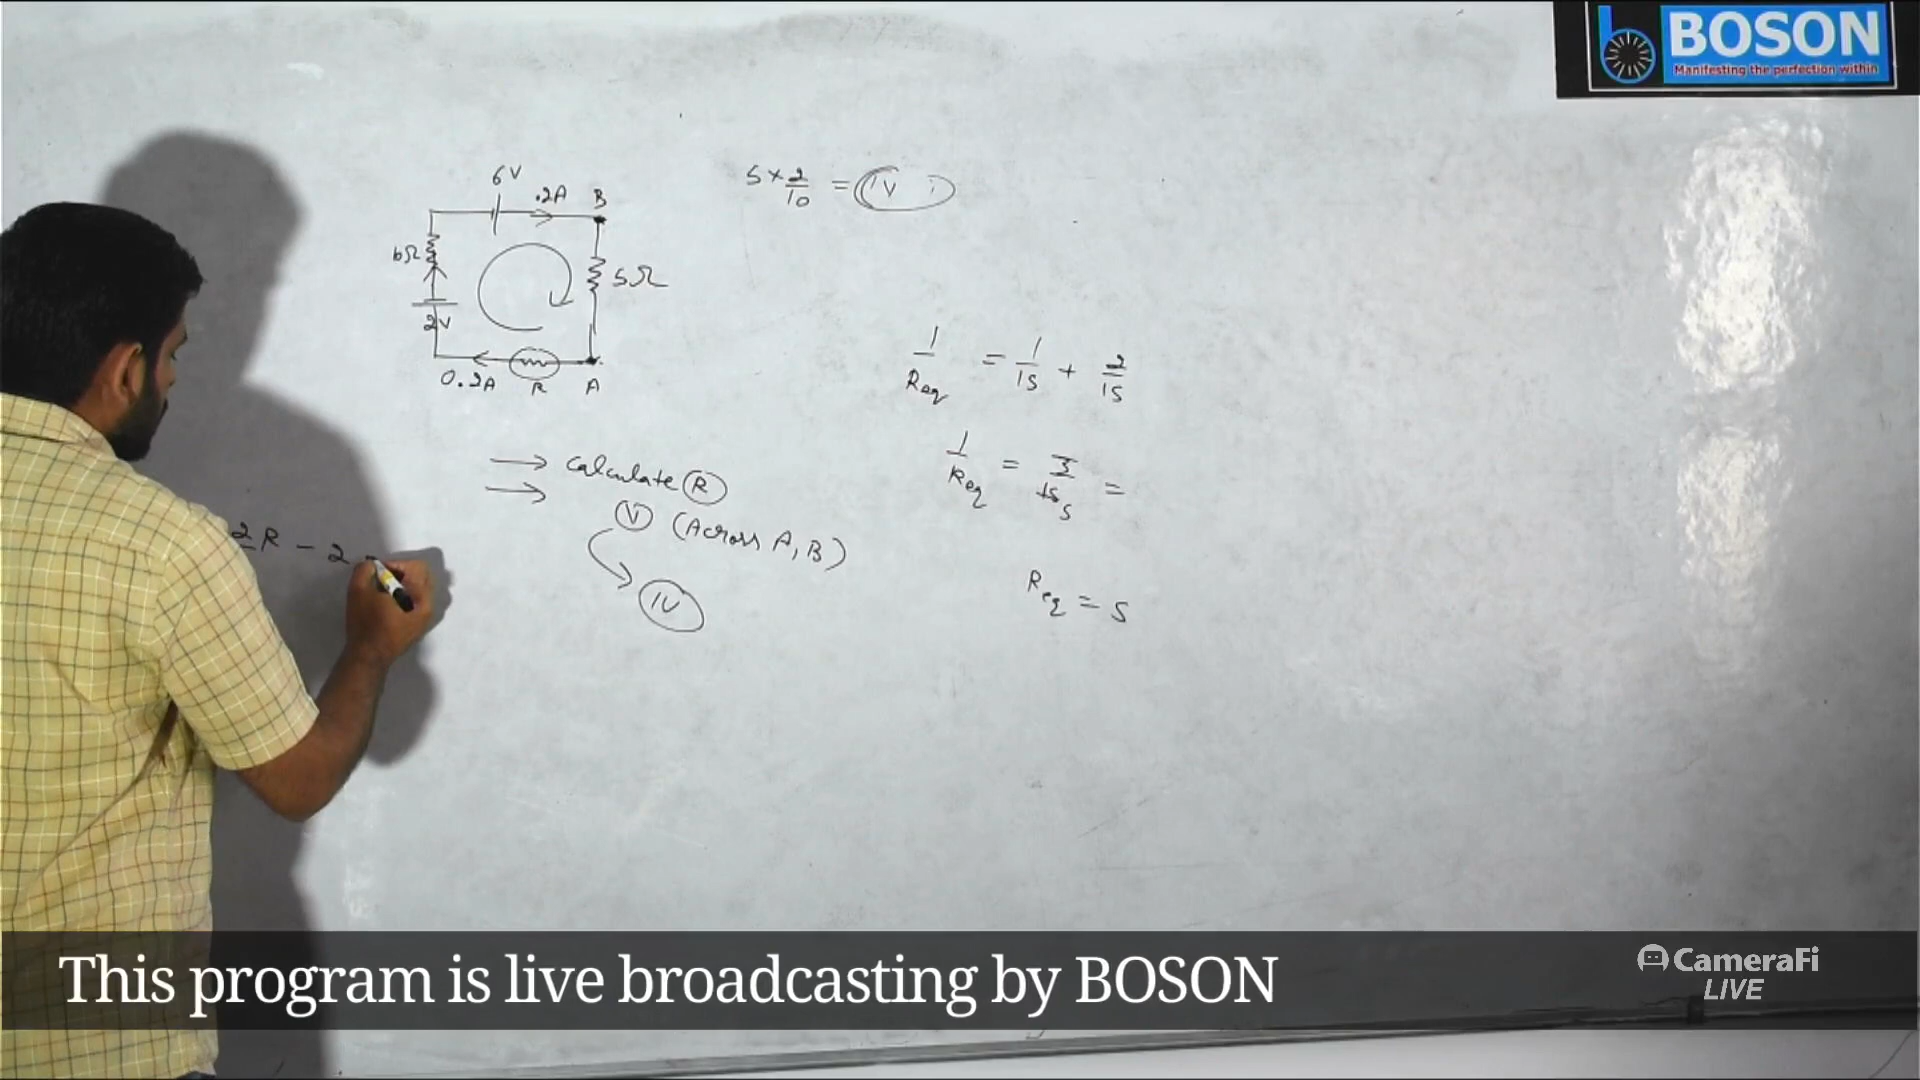 BOSON
Manifesting the perfection within
6V
.2A B
6Ω
5Ω
2V
0.2A R A
5 × 2/10 = 1V
1/Req = 1/15 + 2/15
1/Req = 3/15 5 =
Req = 5
→ calculate R
→ V (Across A, B)
1V
2R - 2
This program is live broadcasting by BOSON
CameraFi
LIVE